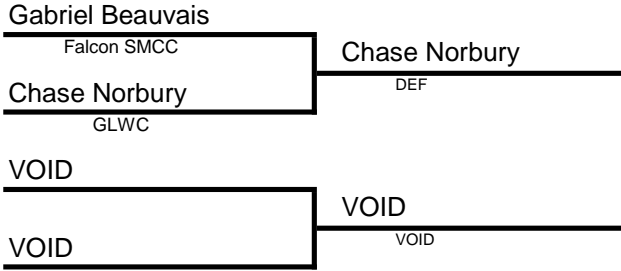 Gabriel Beauvais
Falcon SMCC
Chase Norbury
DEF
Chase Norbury
GLWC
VOID
VOID
VOID
VOID